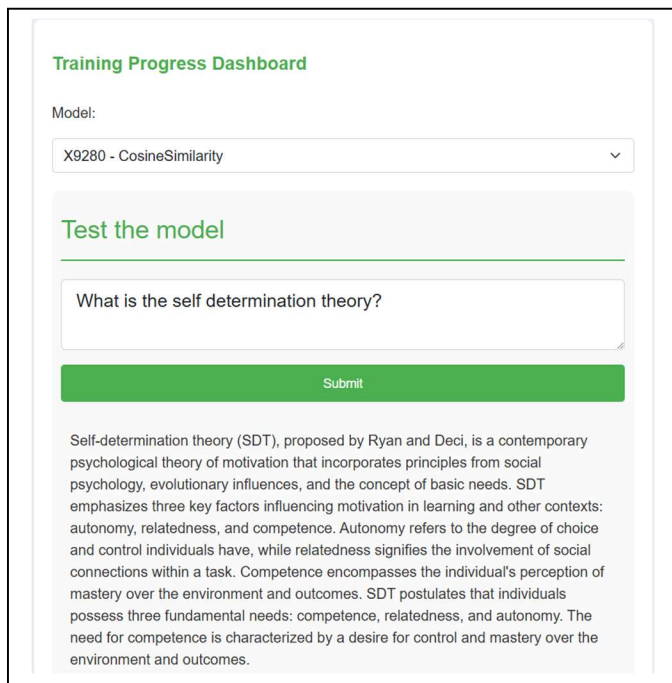 Training Progress Dashboard
Model:
X9280 - CosineSimilarity
Test the model
What is the self determination theory?
Submit
Self-determination theory (SDT), proposed by Ryan and Deci, is a contemporary
psychological theory of motivation that incorporates principles from social
psychology, evolutionary influences, and the concept of basic needs. SDT
emphasizes three key factors influencing motivation in learning and other contexts:
autonomy, relatedness, and competence. Autonomy refers to the degree of choice
and control individuals have, while relatedness signifies the involvement of social
connections within a task. Competence encompasses the individual's perception of
mastery over the environment and outcomes. SDT postulates that individuals
possess three fundamental needs: competence, relatedness, and autonomy. The
need for competence is characterized by a desire for control and mastery over the
environment and outcomes.